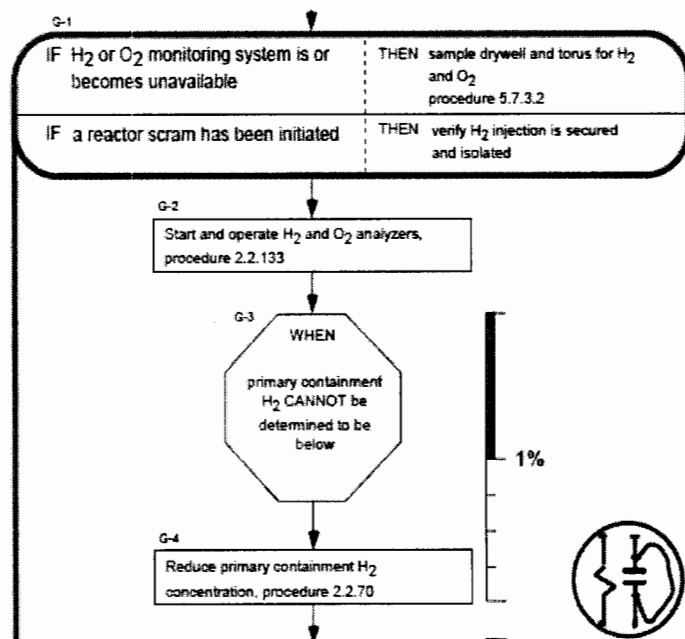 G-1
IF H2 or O2 monitoring system is or
becomes unavailable
THEN sample drywell and torus for H2
and O2
procedure 5.7.3.2
IF a reactor scram has been initiated
THEN verify H2 injection is secured
and isolated
G-2
Start and operate H2 and O2 analyzers,
procedure 2.2.133
G-3
WHEN
primary containment
H2 CANNOT be
determined to be
below
1%
G-4
Reduce primary containment H2
concentration, procedure 2.2.70